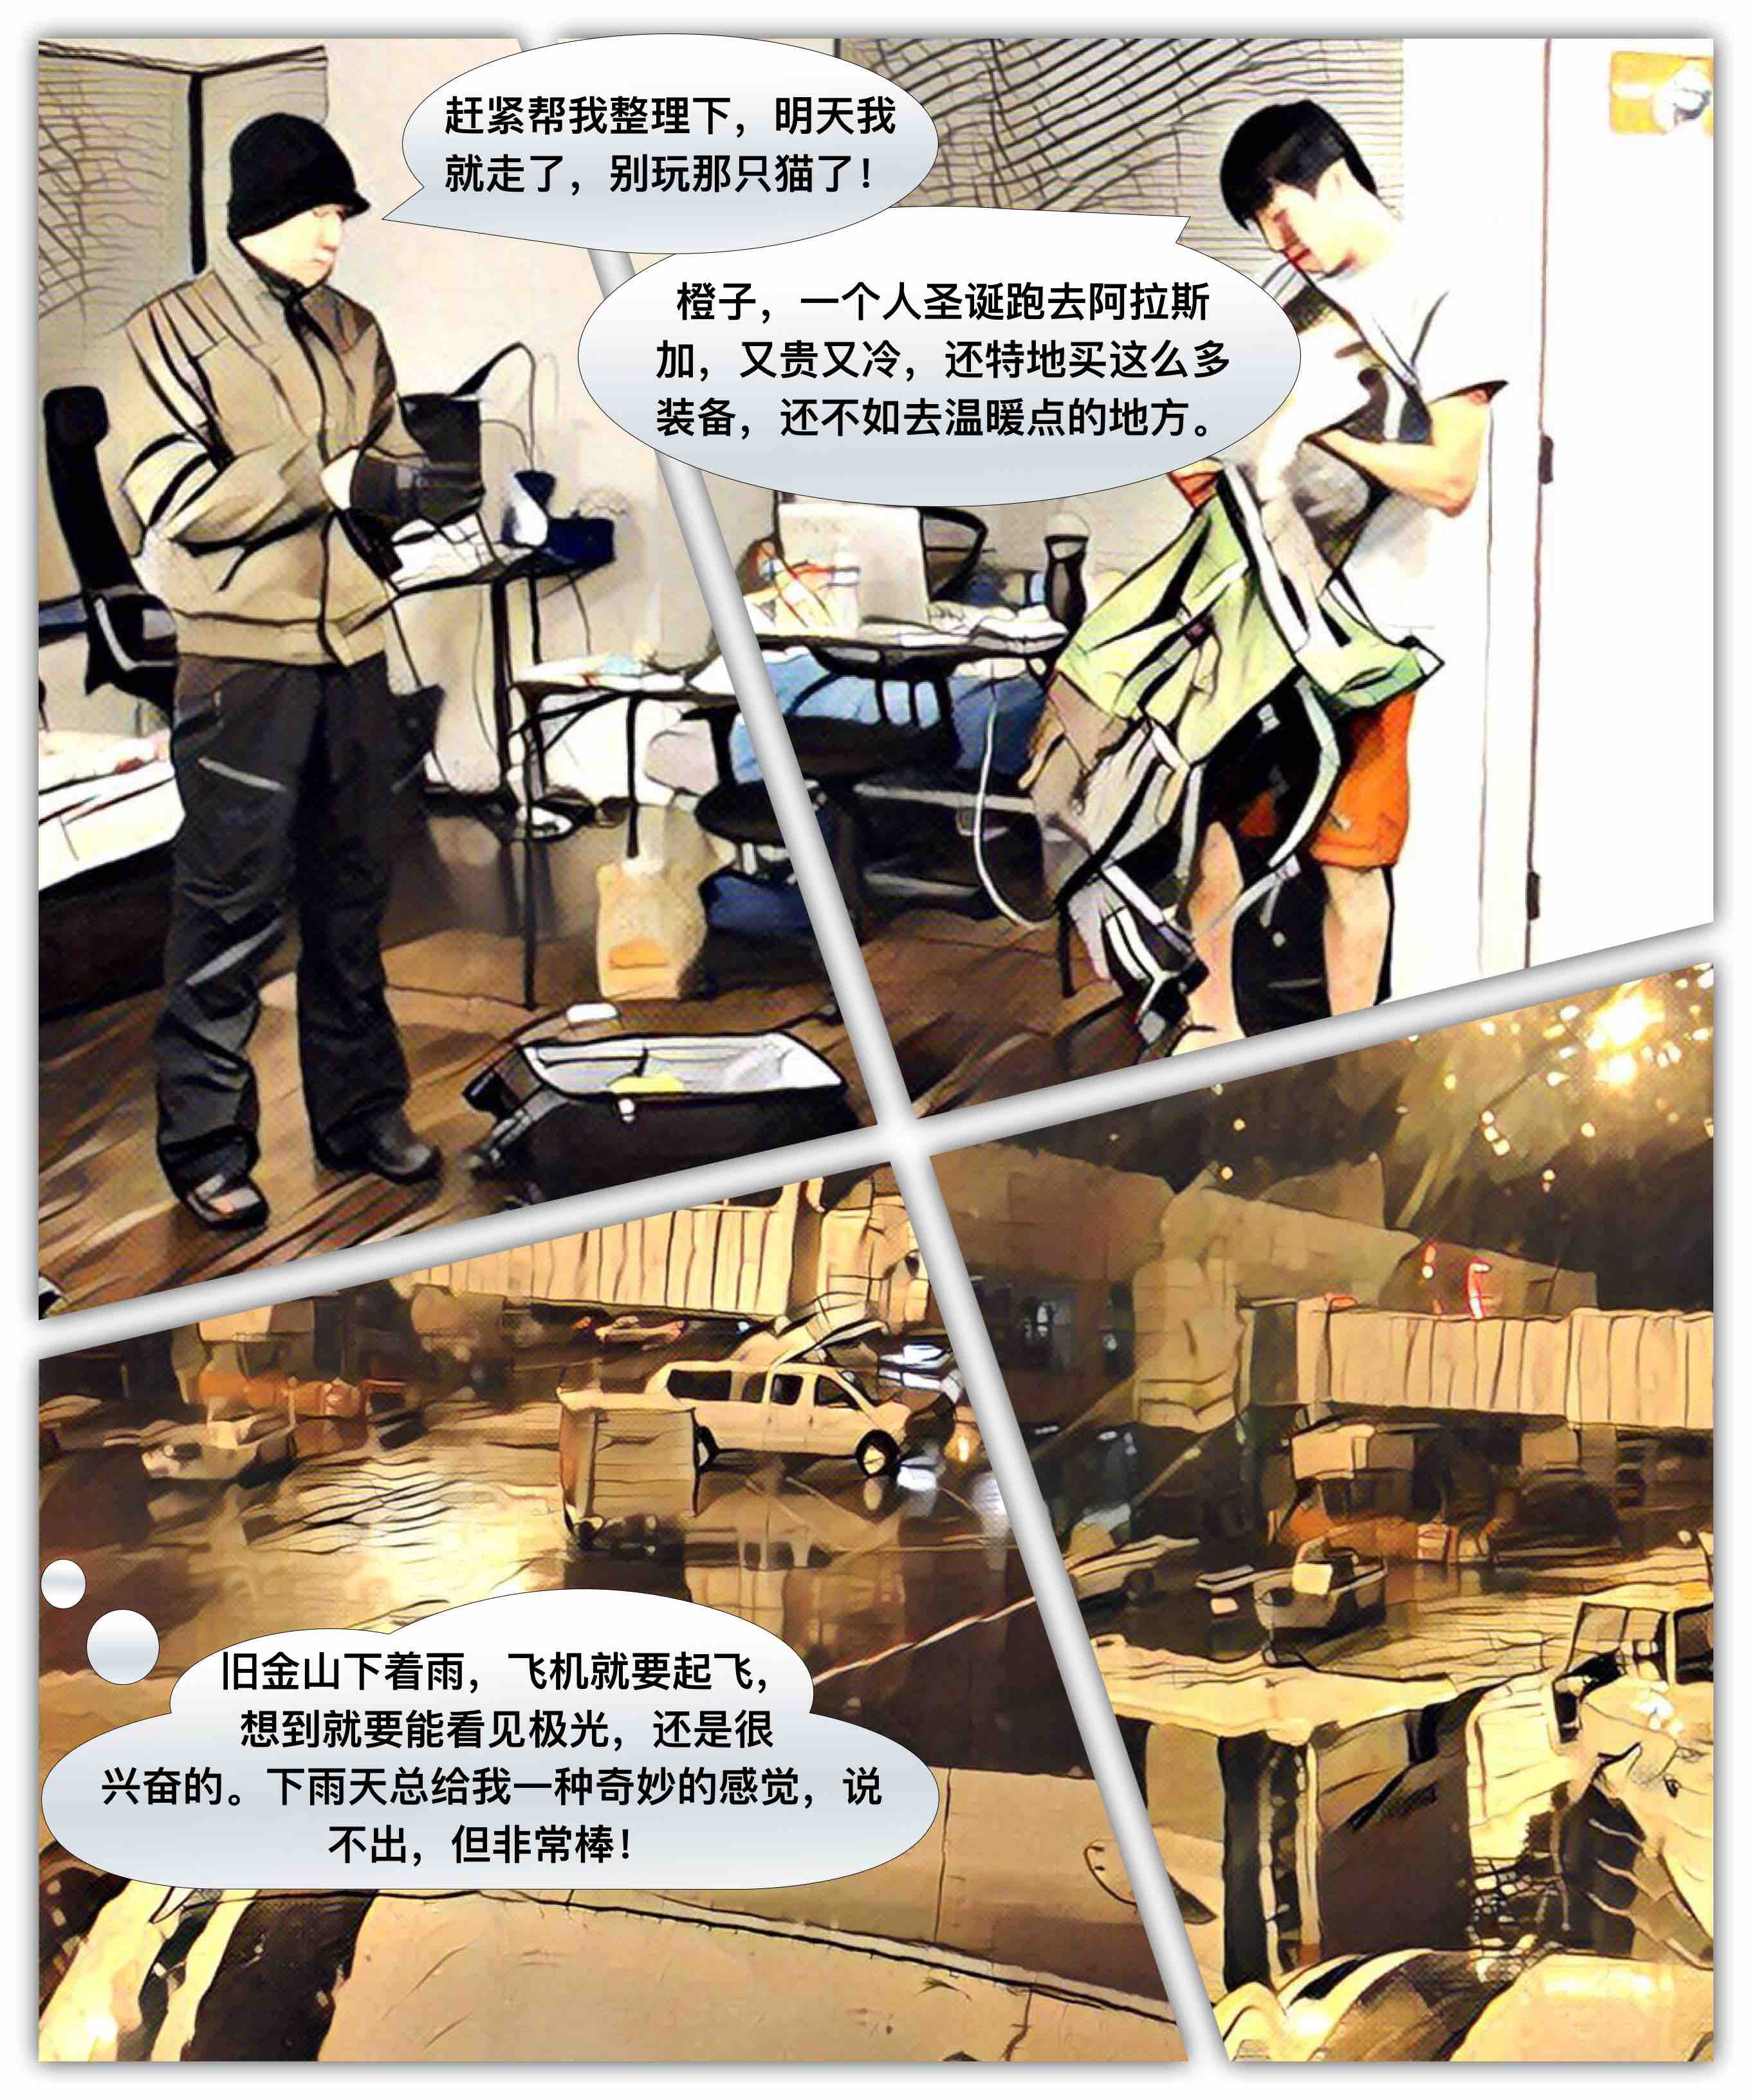 赶紧帮我整理下，明天我
就走了，别玩那只猫了！
橙子，一个人圣诞跑去阿拉斯
加，又贵又冷，还特地买这么多
装备，还不如去温暖点的地方。
旧金山下着雨，飞机就要起飞，
想到就要能看见极光，还是很
兴奋的。下雨天总给我一种奇妙的感觉，说
不出，但非常棒！